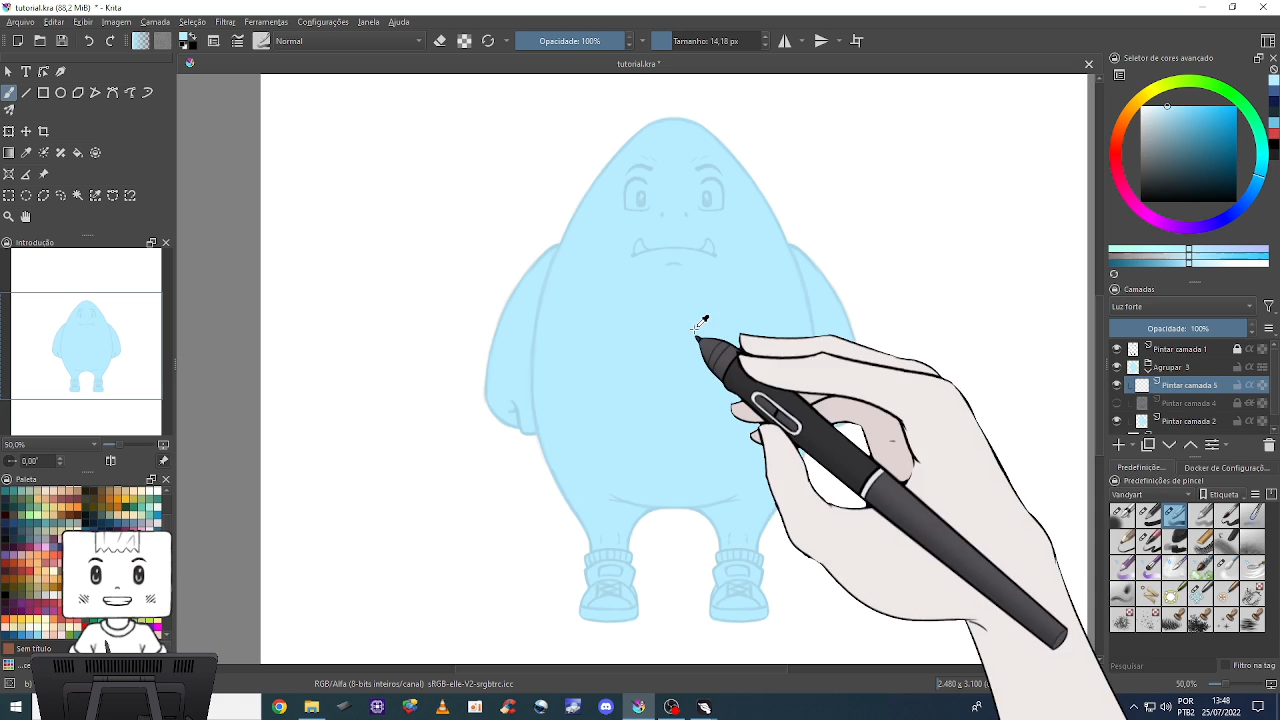 tutorial.kra (88,2 MiB) * - Krita
Arquivo Editar Exibir Imagem Camada Seleção Filtrar Ferramentas Configurações Janela Ajuda
Normal
Opacidade: 100%
Tamanho: 14,18 px
tutorial.kra *
Seletor de cores avançado
Introdução
50,0%
0,00°
Paleta
Sem título
Camadas
Luz forte
Opacidade: 100%
Pintar camada 1
Agrupar 3
Pintar camada 5
Pintar camada 4
Pintar camada 2
Predefiniçõe...
Docker de Configuraçõ...
Predefinições de pincel
Vandyart
Etiqueta
Pesquisar
Filtro na tag
RGB/Alfa (8-bits inteiros/canal) sRGB-elle-V2-srgbtrc.icc
2.480 x 3.100
50,0%
POR
PTB2
13:48
25/07/2022